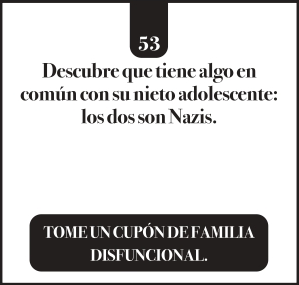 53
Descubre que tiene algo en
común con su nieto adolescente:
los dos son Nazis.
TOME UN CUPÓN DE FAMILIA
DISFUNCIONAL.